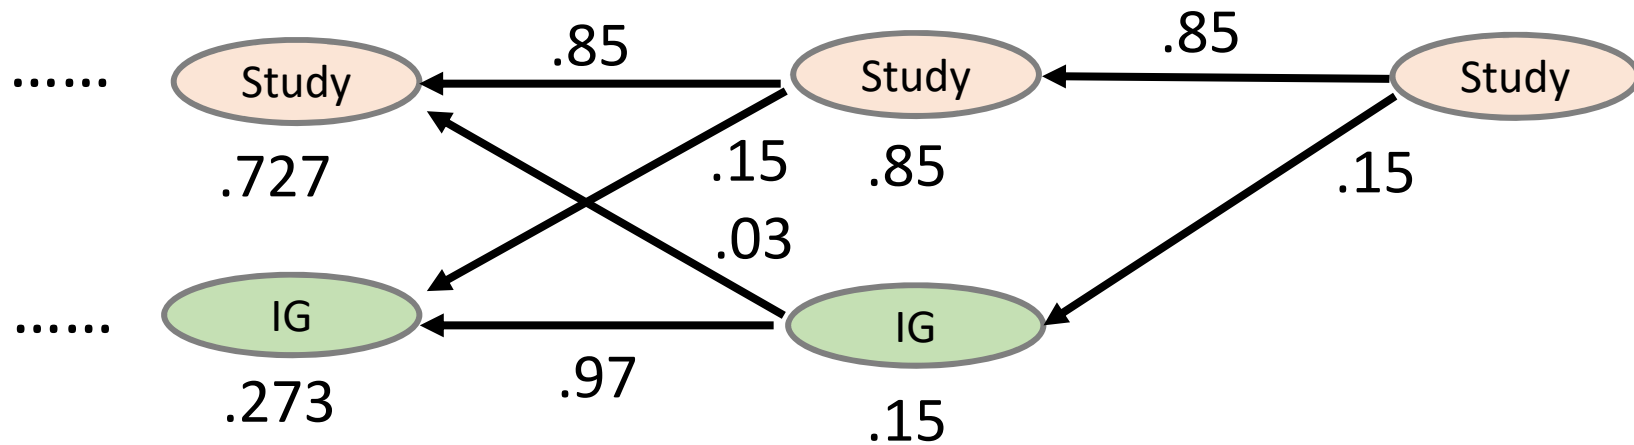 .85
.85
…… Study Study Study
.727 .15 .85 .15
.03
…… IG IG
.97
.273 .15